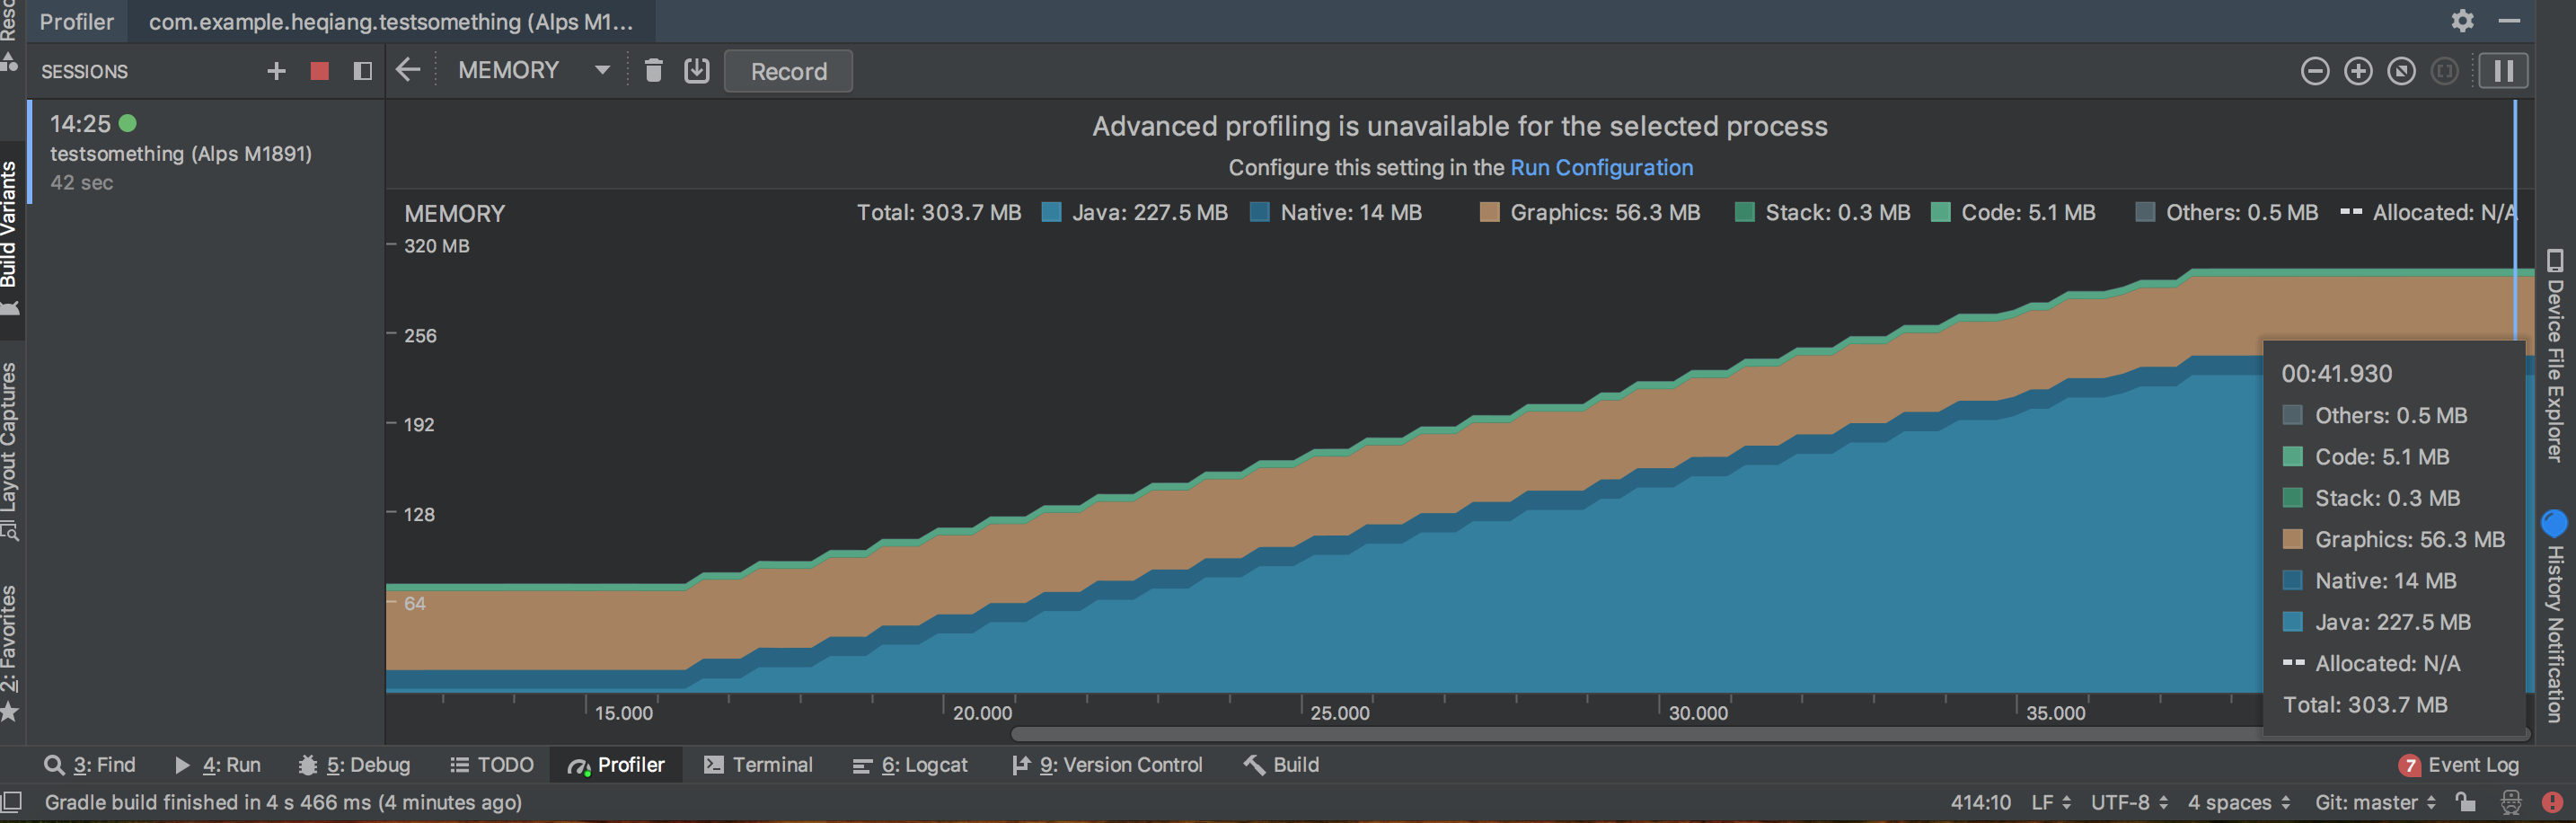 Profiler
com.example.heqiang.testsomething (Alps M1...
SESSIONS
MEMORY
Record
14:25
testsomething (Alps M1891)
42 sec
Advanced profiling is unavailable for the selected process
Configure this setting in the Run Configuration
MEMORY
Total: 303.7 MB
Java: 227.5 MB
Native: 14 MB
Graphics: 56.3 MB
Stack: 0.3 MB
Code: 5.1 MB
Others: 0.5 MB
Allocated: N/A
320 MB
256
192
128
64
15.000
20.000
25.000
30.000
35.000
00:41.930
Others: 0.5 MB
Code: 5.1 MB
Stack: 0.3 MB
Graphics: 56.3 MB
Native: 14 MB
Java: 227.5 MB
Allocated: N/A
Total: 303.7 MB
Build Variants
Layout Captures
2: Favorites
Device File Explorer
History Notification
3: Find
4: Run
5: Debug
TODO
Profiler
Terminal
6: Logcat
9: Version Control
Build
7
Event Log
Gradle build finished in 4 s 466 ms (4 minutes ago)
414:10
LF
UTF-8
4 spaces
Git: master